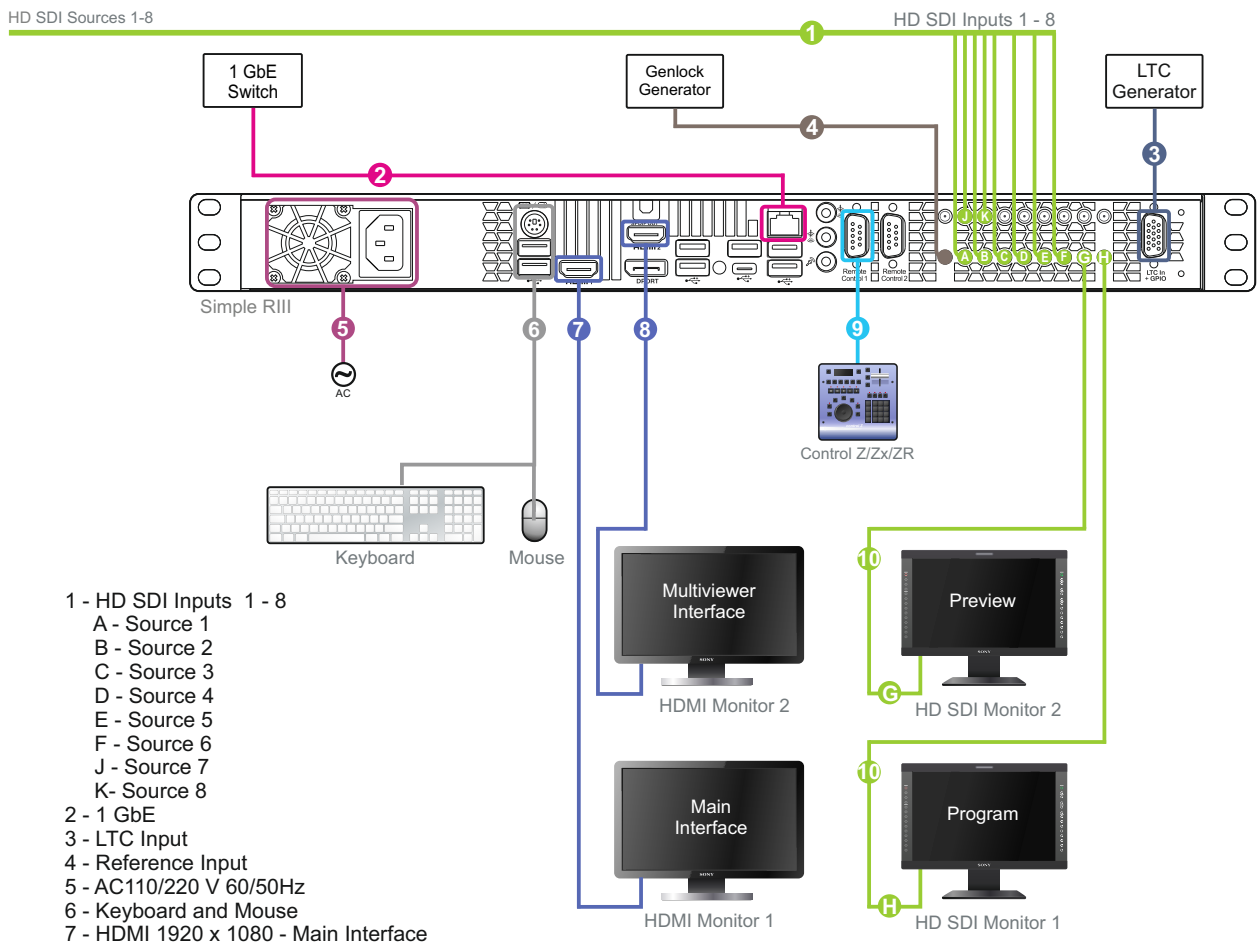 HD SDI Sources 1-8
HD SDI Inputs 1 - 8
1
1 GbE
Switch
Genlock
Generator
LTC
Generator
4
3
2
J
K
A
B
C
D
E
F
G
H
DPORT
Remote
Control 1
Remote
Control 2
LTC In
+ GPIO
Simple RIII
5
6
7
8
9
AC
Control Z/Zx/ZR
Keyboard
Mouse
Multiviewer
Interface
SONY
HDMI Monitor 2
10
Preview
SONY
G
HD SDI Monitor 2
Main
Interface
SONY
HDMI Monitor 1
10
Program
SONY
H
HD SDI Monitor 1
1 - HD SDI Inputs 1 - 8
A - Source 1
B - Source 2
C - Source 3
D - Source 4
E - Source 5
F - Source 6
J - Source 7
K- Source 8
2 - 1 GbE
3 - LTC Input
4 - Reference Input
5 - AC110/220 V 60/50Hz
6 - Keyboard and Mouse
7 - HDMI 1920 x 1080 - Main Interface